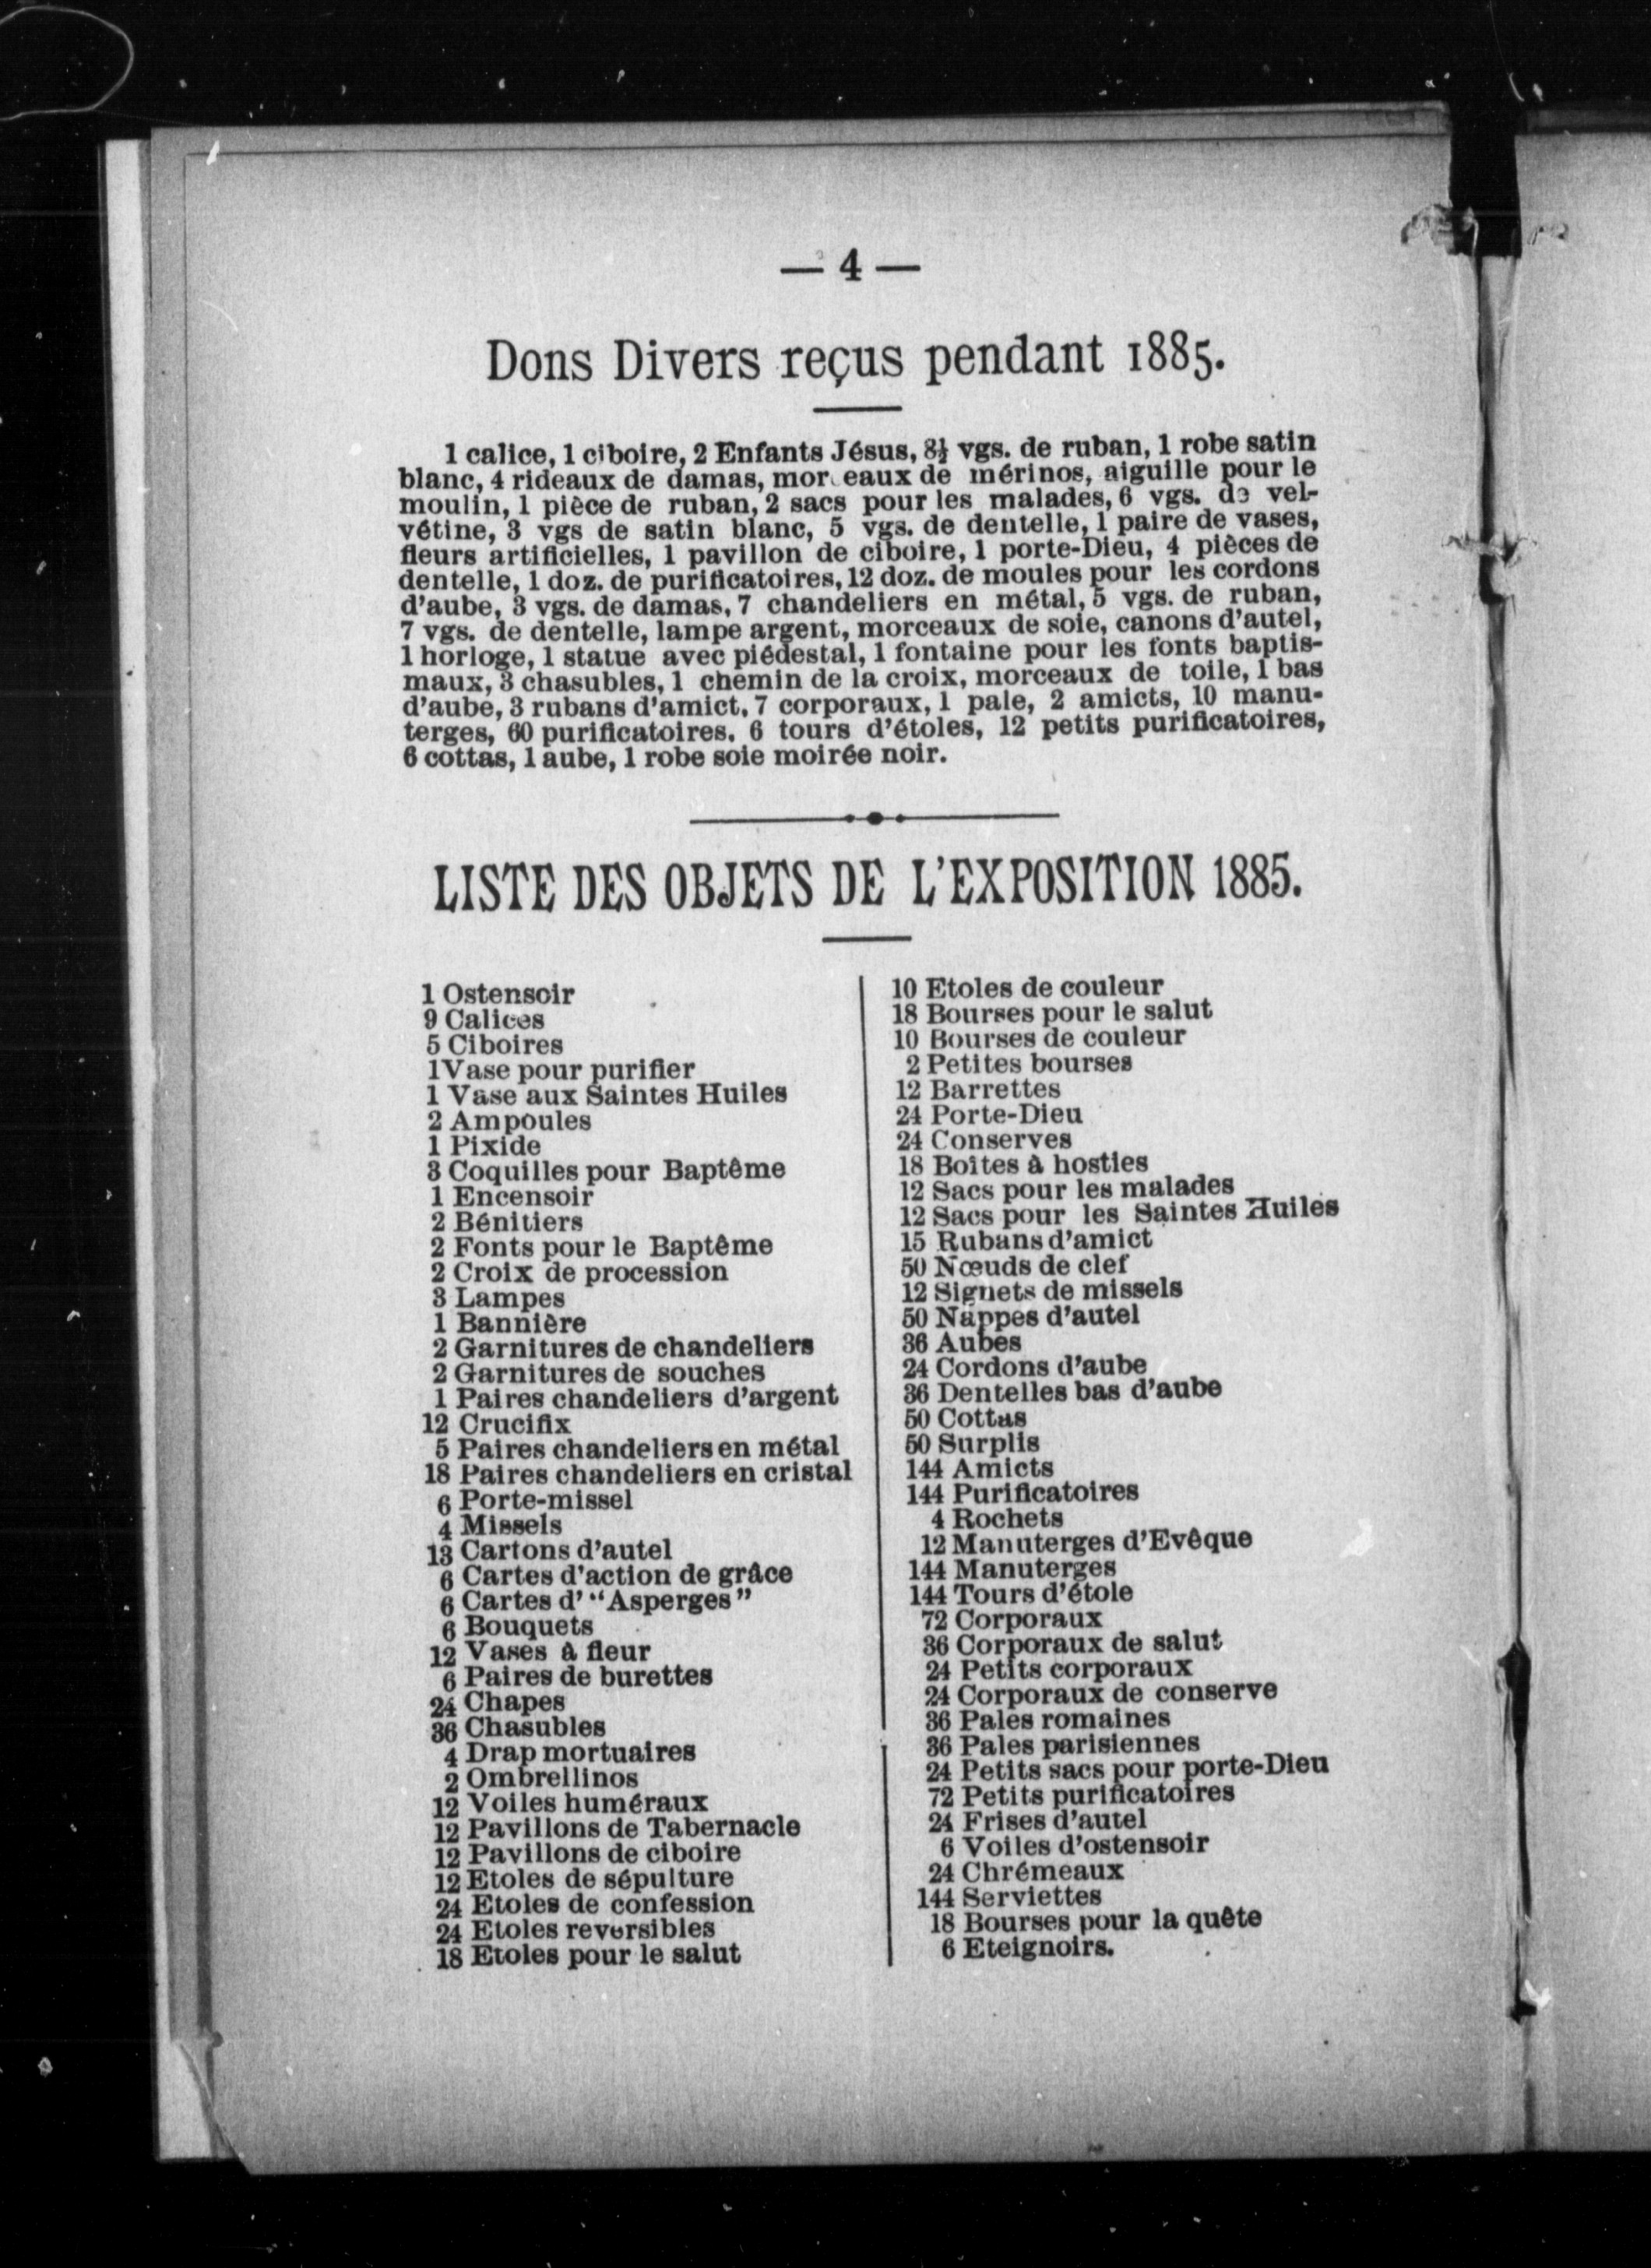 — 4 —
Dons Divers reçus pendant 1885.
1 calice, 1 ciboire, 2 Enfants Jésus, 8½ vgs. de ruban, 1 robe satin
blanc, 4 rideaux de damas, mor eaux de mérinos, aiguille pour le
moulin, 1 pièce de ruban, 2 sacs pour les malades, 6 vgs. de vel-
vétine, 3 vgs de satin blanc, 5 vgs. de dentelle, 1 paire de vases,
fleurs artificielles, 1 pavillon de ciboire, 1 porte-Dieu, 4 pièces de
dentelle, 1 doz. de purificatoires, 12 doz. de moules pour les cordons
d'aube, 3 vgs. de damas, 7 chandeliers en métal, 5 vgs. de ruban,
7 vgs. de dentelle, lampe argent, morceaux de soie, canons d'autel,
1 horloge, 1 statue avec piédestal, 1 fontaine pour les fonts baptis-
maux, 3 chasubles, 1 chemin de la croix, morceaux de toile, 1 bas
d'aube, 3 rubans d'amict, 7 corporaux, 1 pale, 2 amicts, 10 manu-
terges, 60 purificatoires, 6 tours d'étoles, 12 petits purificatoires,
6 cottas, 1 aube, 1 robe soie moirée noir.
LISTE DES OBJETS DE L'EXPOSITION 1885.
1 Ostensoir
9 Calices
5 Ciboires
1Vase pour purifier
1 Vase aux Saintes Huiles
2 Ampoules
1 Pixide
3 Coquilles pour Baptême
1 Encensoir
2 Bénitiers
2 Fonts pour le Baptême
2 Croix de procession
3 Lampes
1 Bannière
2 Garnitures de chandeliers
2 Garnitures de souches
1 Paires chandeliers d'argent
12 Crucifix
5 Paires chandeliers en métal
18 Paires chandeliers en cristal
6 Porte-missel
4 Missels
13 Cartons d'autel
6 Cartes d'action de grâce
6 Cartes d' "Asperges"
6 Bouquets
12 Vases à fleur
6 Paires de burettes
24 Chapes
36 Chasubles
4 Drap mortuaires
2 Ombrellinos
12 Voiles huméraux
12 Pavillons de Tabernacle
12 Pavillons de ciboire
12 Etoles de sépulture
24 Etoles de confession
24 Etoles reversibles
18 Etoles pour le salut
10 Etoles de couleur
18 Bourses pour le salut
10 Bourses de couleur
2 Petites bourses
12 Barrettes
24 Porte-Dieu
24 Conserves
18 Boîtes à hosties
12 Sacs pour les malades
12 Sacs pour les Saintes Huiles
15 Rubans d'amict
50 Nœuds de clef
12 Signets de missels
50 Nappes d'autel
36 Aubes
24 Cordons d'aube
36 Dentelles bas d'aube
50 Cottas
50 Surplis
144 Amicts
144 Purificatoires
4 Rochets
12 Manuterges d'Evêque
144 Manuterges
144 Tours d'étole
72 Corporaux
36 Corporaux de salut
24 Petits corporaux
24 Corporaux de conserve
36 Pales romaines
36 Pales parisiennes
24 Petits sacs pour porte-Dieu
72 Petits purificatoires
24 Frises d'autel
6 Voiles d'ostensoir
24 Chrémeaux
144 Serviettes
18 Bourses pour la quête
6 Eteignoirs.